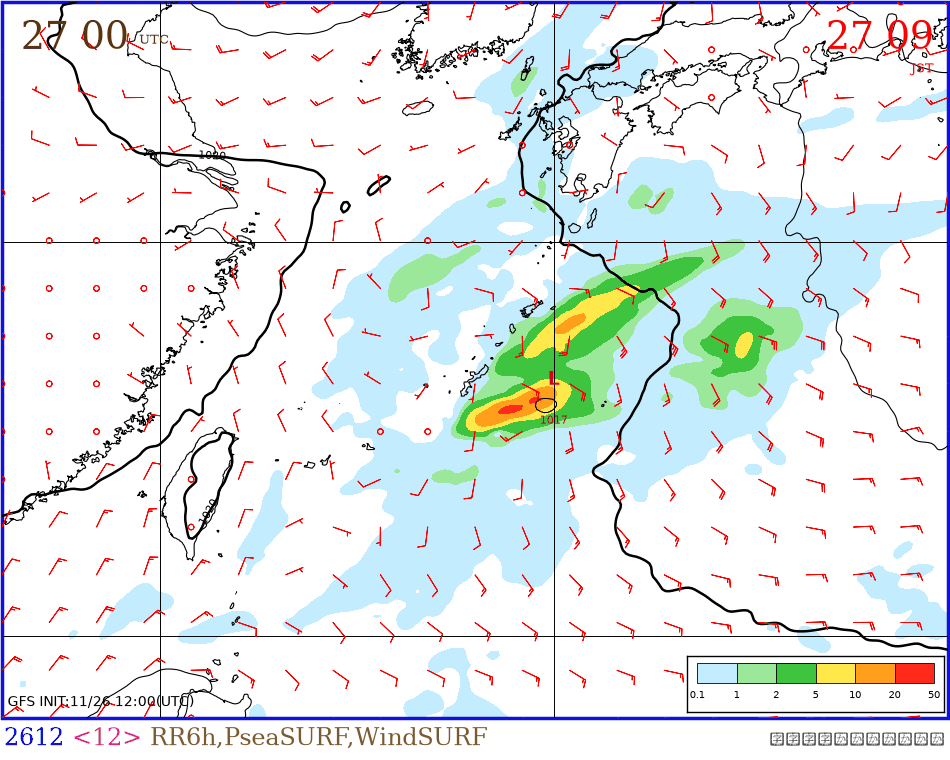 27 00 UTC
27 09
JST
1020
L
1017
1020
0.1 1 2 5 10 20 50
GFS INIT:11/26 12:00(UTC)
2612 <12> RR6h,PseaSURF,WindSURF